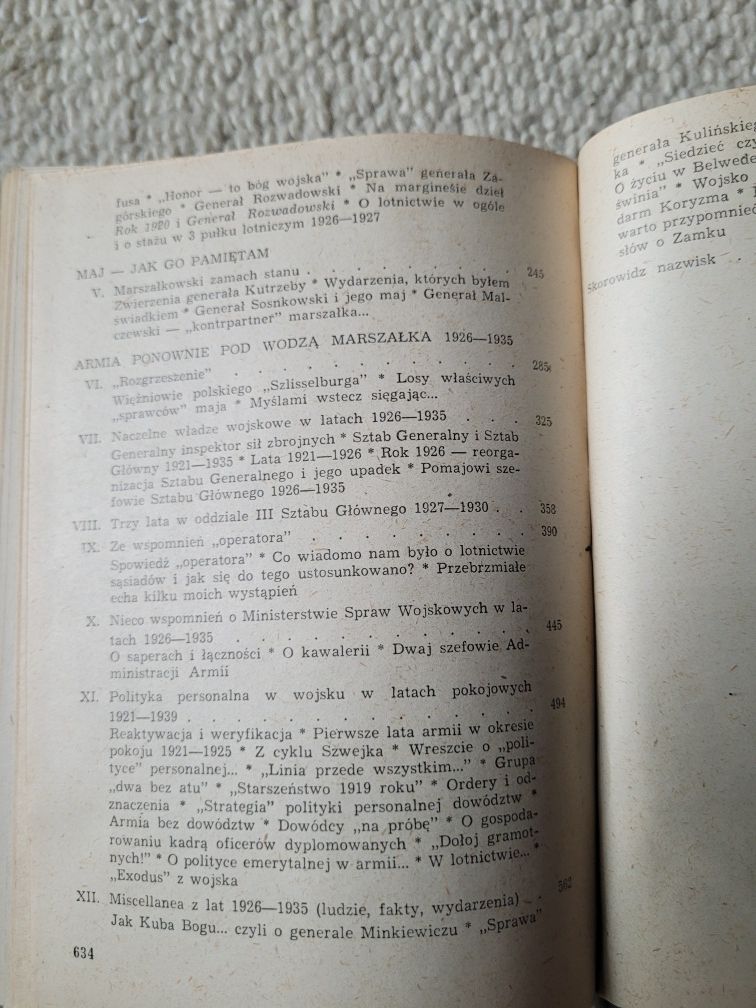 fusa * „Honor — to bóg wojska” * „Sprawa” generała Za-
górskiego * Generał Rozwadowski * Na marginesie dzieł
Rok 1920 i Generał Rozwadowski * O lotnictwie w ogóle
i o stażu w 3 pułku lotniczym 1926—1927
MAJ — JAK GO PAMIĘTAM
V. Marszałkowski zamach stanu . . . . . . . . . . 245
Zwierzenia generała Kutrzeby * Wydarzenia, których byłem
świadkiem * Generał Sosnkowski i jego maj * Generał Mal-
czewski — „kontrpartner” marszałka...
ARMIA PONOWNIE POD WODZĄ MARSZAŁKA 1926—1935
VI. „Rozgrzeszenie” . . . . . . . . . . 285
Więźniowie polskiego „Szlisselburga” * Losy właściwych
„sprawców” maja * Myślami wstecz sięgając...
VII. Naczelne władze wojskowe w latach 1926—1935 . . . 325
Generalny inspektor sił zbrojnych * Sztab Generalny i Sztab
Główny 1921—1935 * Lata 1921—1926 * Rok 1926 — reorga-
nizacja Sztabu Generalnego i jego upadek * Pomajowi sze-
fowie Sztabu Głównego 1926—1935
VIII. Trzy lata w oddziale III Sztabu Głównego 1927—1930 . . 358
IX. Ze wspomnień „operatora” . . . . . . . . . 390
Spowiedź „operatora” * Co wiadomo nam było o lotnictwie
sąsiadów i jak się do tego ustosunkowano? * Przebrzmiałe
echa kilku moich wystąpień
X. Nieco wspomnień o Ministerstwie Spraw Wojskowych w la-
tach 1926—1935 . . . . . . . . . . . . 445
O saperach i łączności * O kawalerii * Dwaj szefowie Ad-
ministracji Armii
XI. Polityka personalna w wojsku w latach pokojowych
1921—1939 . . . . . . . . . . . . . . 494
Reaktywacja i weryfikacja * Pierwsze lata armii w okresie
pokoju 1921—1925 * Z cyklu Szwejka * Wreszcie o „poli-
tyce” personalnej... * „Linia przede wszystkim...” * Grupa
„dwa bez atu” * „Starszeństwo 1919 roku” * Ordery i od-
znaczenia * „Strategia” polityki personalnej dowództw *
Armia bez dowództw * Dowódcy „na próbę” * O gospoda-
rowaniu kadrą oficerów dyplomowanych * „Dołoj gramot-
nych!” * O polityce emerytalnej w armii... * W lotnictwie... *
„Exodus” z wojska
XII. Miscellanea z lat 1926—1935 (ludzie, fakty, wydarzenia) . . 562
Jak Kuba Bogu... czyli o generale Minkiewiczu * „Sprawa”
634
generała Kulińskieg
ka * „Siedzieć czy
O życiu w Belwede
świnia” * Wojsko
darm Koryzma *
warto przypomnieć
słów o Zamku
Skorowidz nazwisk .